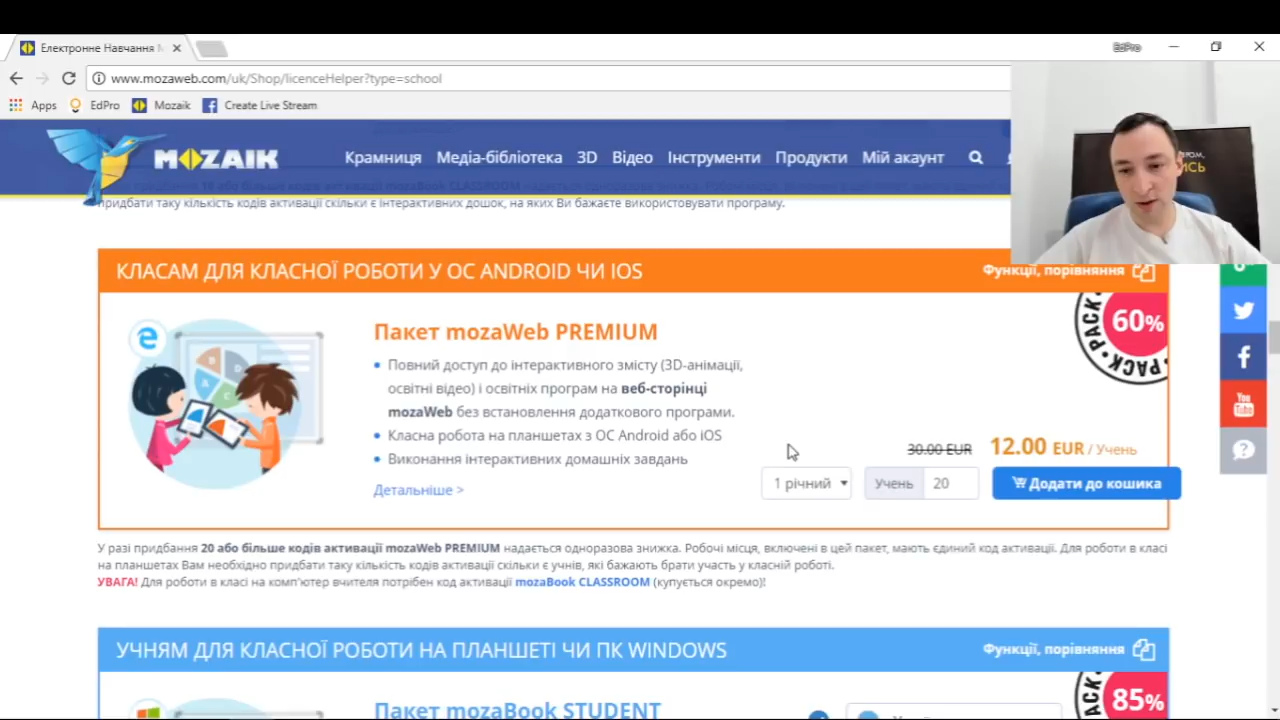 Електронне Навчання М
EdPro
www.mozaweb.com/uk/Shop/licenceHelper?type=school
Apps EdPro Mozaik Create Live Stream
MOZAIK Крамниця Медіа-бібліотека 3D Відео Інструменти Продукти Мій акаунт
придбати таку кількість кодів активації скільки є інтерактивних дошок, на яких Ви бажаєте використовувати програму.
КЛАСАМ ДЛЯ КЛАСНОЇ РОБОТИ У ОС ANDROID ЧИ IOS Функції, порівняння
Пакет mozaWeb PREMIUM
PACK 60%
• Повний доступ до інтерактивного змісту (3D-анімації,
освітні відео) і освітніх програм на веб-сторінці
mozaWeb без встановлення додаткового програми.
• Класна робота на планшетах з ОС Android або iOS
• Виконання інтерактивних домашніх завдань
Детальніше >
30.00 EUR 12.00 EUR / Учень
1 річний Учень 20 Додати до кошика
У разі придбання 20 або більше кодів активації mozaWeb PREMIUM надається одноразова знижка. Робочі місця, включені в цей пакет, мають єдиний код активації. Для роботи в класі
на планшетах Вам необхідно придбати таку кількість кодів активації скільки є учнів, які бажають брати участь у класній роботі.
УВАГА! Для роботи в класі на комп'ютер вчителя потрібен код активації mozaBook CLASSROOM (купується окремо)!
УЧНЯМ ДЛЯ КЛАСНОЇ РОБОТИ НА ПЛАНШЕТІ ЧИ ПК WINDOWS Функції, порівняння
Пакет mozaBook STUDENT
85%
You Tube